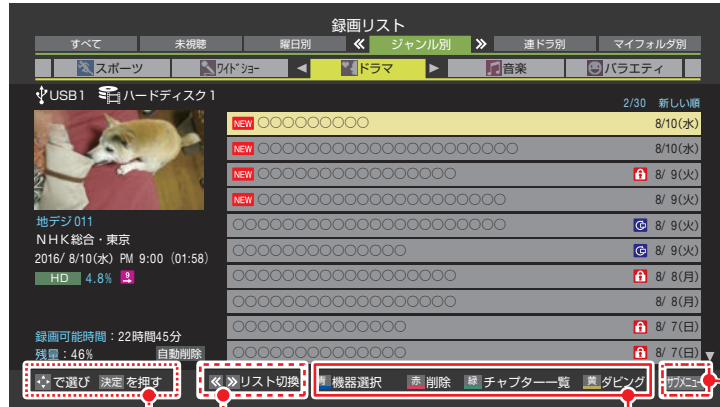 録画リスト
すべて 未視聴 曜日別 ジャンル別 連ドラ別 マイフォルダ別
スポーツ ワイドショー ドラマ 音楽 バラエティ
USB1 ハードディスク1
2/30 新しい順
NEW ○○○○○○○○○ 8/10(水)
NEW ○○○○○○○○○○○○○○○○○○○○○ 8/10(水)
NEW ○○○○○○○○○○○○○○○○○○ 8/ 9(火)
NEW ○○○○○○○○○○○○○○○○○○○○ 8/ 9(火)
○○○○○○○○○○○○○○○○○○○○○○ 8/ 9(火)
○○○○○○○○○○○○○○ 8/ 9(火)
○○○○○○○○○○○○○○○○○○ 8/ 8(月)
○○○○○○○○○○○○○○○○○○ 8/ 8(月)
○○○○○○○○○○○○○○ 8/ 7(日)
○○○○○○○○○○○○○○ 8/ 7(日)
地デジ011
NHK総合・東京
2016/ 8/10(水) PM 9:00 (01:58)
HD 4.8% 9
録画可能時間：22時間45分
残量：46% 自動削除
で選び 決定 を押す リスト切換 機器選択 赤 削除 緑 チャプター一覧 黄 ダビング サブメニュー